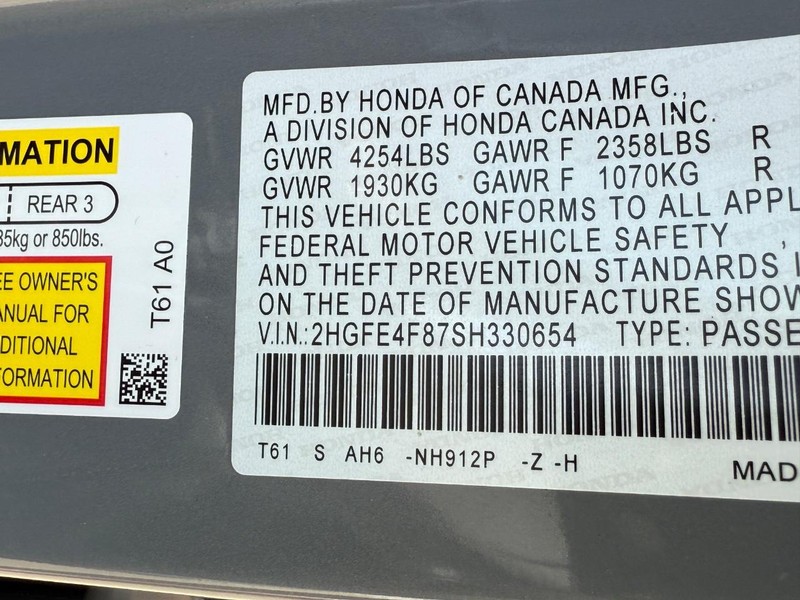 MATION
REAR 3
35kg or 850lbs.
EE OWNER'S
ANUAL FOR
DITIONAL
FORMATION
T61 A0
MFD.BY HONDA OF CANADA MFG.,
A DIVISION OF HONDA CANADA INC.
GVWR 4254LBS GAWR F 2358LBS R
GVWR 1930KG GAWR F 1070KG R
THIS VEHICLE CONFORMS TO ALL APPL
FEDERAL MOTOR VEHICLE SAFETY ,
AND THEFT PREVENTION STANDARDS I
ON THE DATE OF MANUFACTURE SHOW
V.I.N.:2HGFE4F87SH330654 TYPE: PASSE
T61 S AH6 -NH912P -Z -H
MAD